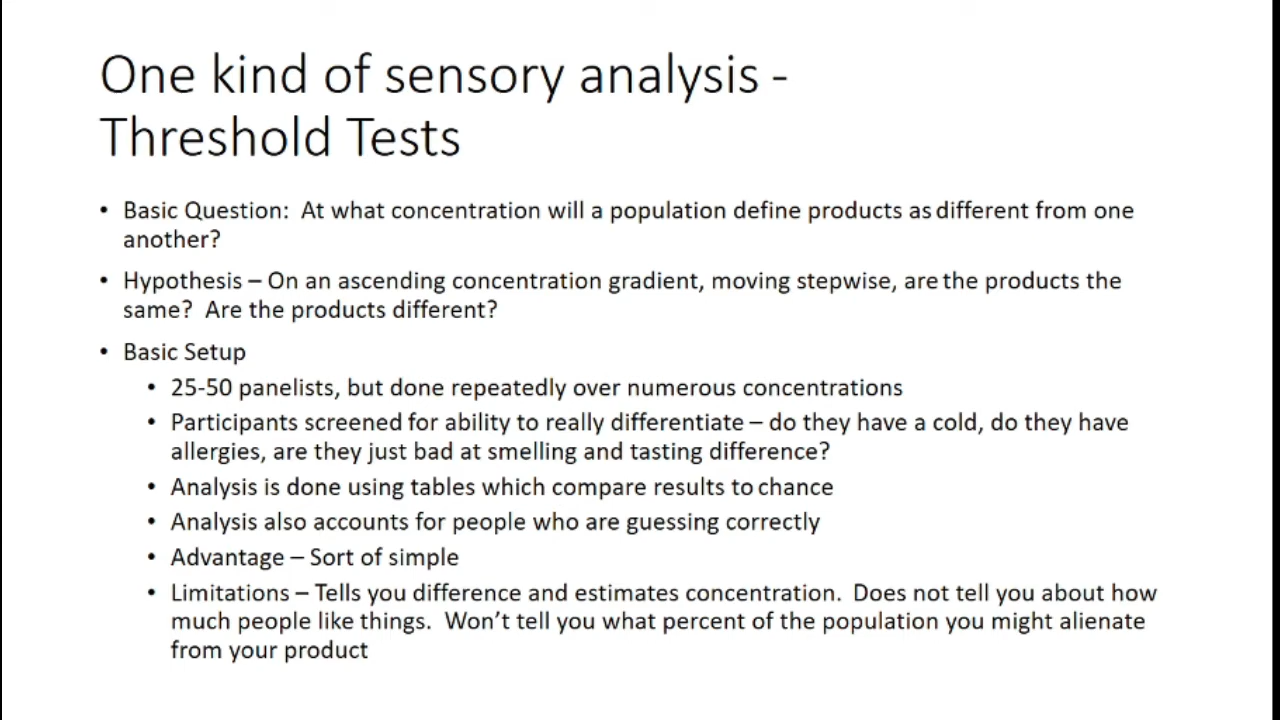 One kind of sensory analysis -
Threshold Tests
• Basic Question:  At what concentration will a population define products as different from one
another?
• Hypothesis – On an ascending concentration gradient, moving stepwise, are the products the
same?  Are the products different?
• Basic Setup
• 25-50 panelists, but done repeatedly over numerous concentrations
• Participants screened for ability to really differentiate – do they have a cold, do they have
allergies, are they just bad at smelling and tasting difference?
• Analysis is done using tables which compare results to chance
• Analysis also accounts for people who are guessing correctly
• Advantage – Sort of simple
• Limitations – Tells you difference and estimates concentration.  Does not tell you about how
much people like things.  Won’t tell you what percent of the population you might alienate
from your product